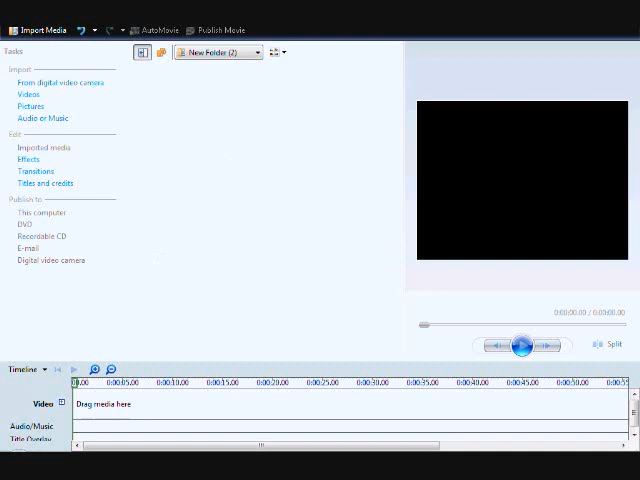 Import Media AutoMovie Publish Movie
Tasks New Folder (2)
Import
From digital video camera
Videos
Pictures
Audio or Music
Edit
Imported media
Effects
Transitions
Titles and credits
Publish to
This computer
DVD
Recordable CD
E-mail
Digital video camera
0:00:00.00 / 0:00:00.00
Split
Timeline
00.00 0:00:05.00 0:00:10.00 0:00:15.00 0:00:20.00 0:00:25.00 0:00:30.00 0:00:35.00 0:00:40.00 0:00:45.00 0:00:50.00 0:00:55
Video Drag media here
Audio/Music
Title Overlay